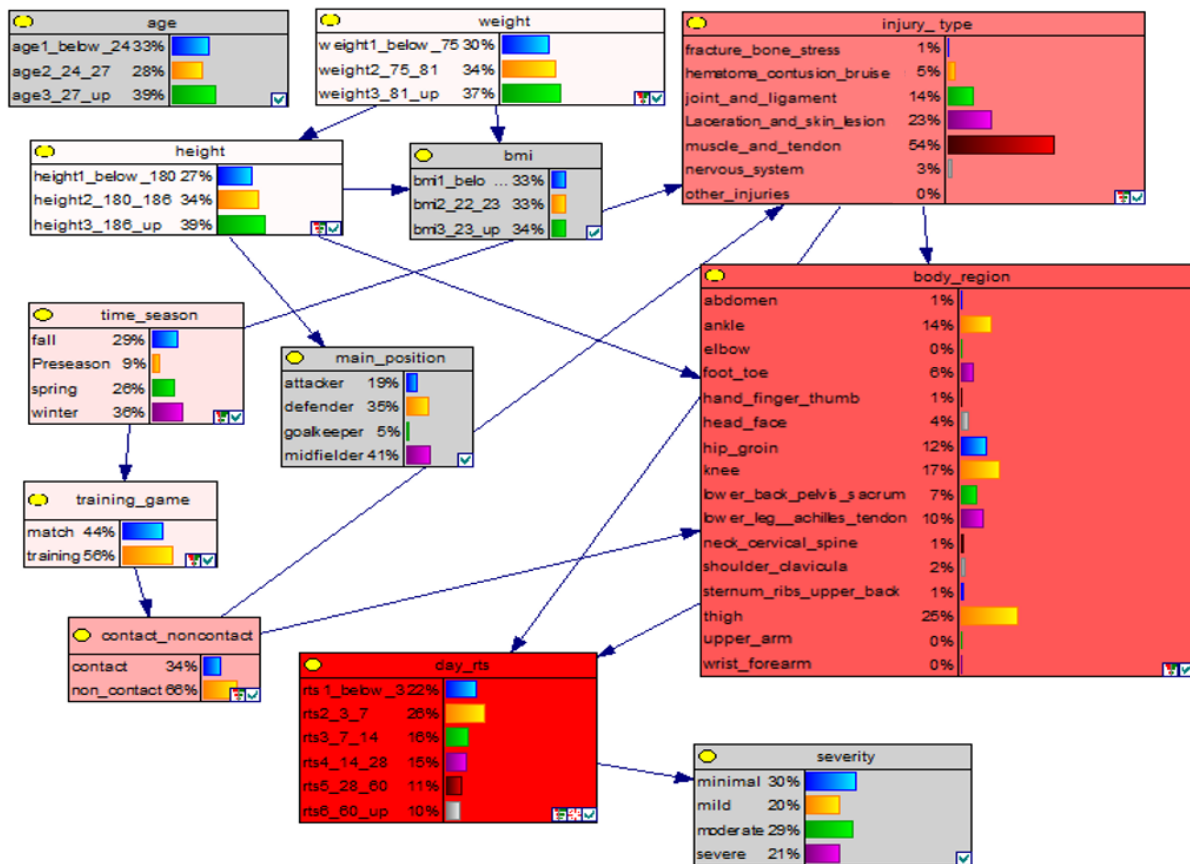 age
age1_below_24 33%
age2_24_27 28%
age3_27_up 39%
weight
weight1_below_75 30%
weight2_75_81 34%
weight3_81_up 37%
injury_type
fracture_bone_stress 1%
hematoma_contusion_bruise 5%
joint_and_ligament 14%
Laceration_and_skin_lesion 23%
muscle_and_tendon 54%
nervous_system 3%
other_injuries 0%
height
height1_below_180 27%
height2_180_186 34%
height3_186_up 39%
bmi
bmi1_belo ... 33%
bmi2_22_23 33%
bmi3_23_up 34%
body_region
abdomen 1%
ankle 14%
elbow 0%
foot_toe 6%
hand_finger_thumb 1%
head_face 4%
hip_groin 12%
knee 17%
lower_back_pelvis_sacrum 7%
lower_leg__achilles_tendon 10%
neck_cervical_spine 1%
shoulder_clavicula 2%
sternum_ribs_upper_back 1%
thigh 25%
upper_arm 0%
wrist_forearm 0%
time_season
fall 29%
Preseason 9%
spring 26%
winter 36%
main_position
attacker 19%
defender 35%
goalkeeper 5%
midfielder 41%
training_game
match 44%
training 56%
contact_noncontact
contact 34%
non_contact 66%
day_rts
rts1_below_3 22%
rts2_3_7 26%
rts3_7_14 16%
rts4_14_28 15%
rts5_28_60 11%
rts6_60_up 10%
severity
minimal 30%
mild 20%
moderate 29%
severe 21%